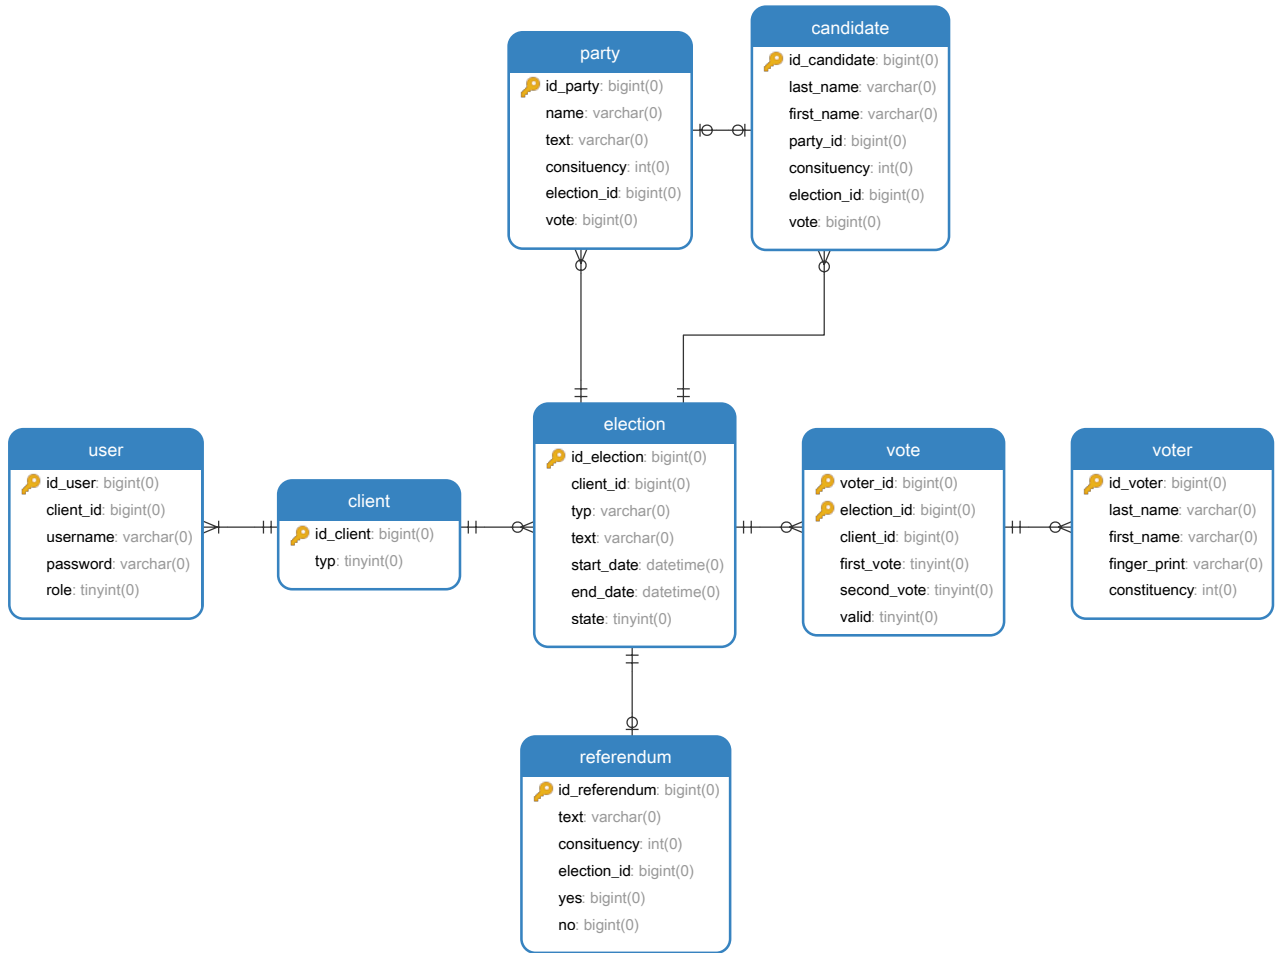 party
id_party: bigint(0)
name: varchar(0)
text: varchar(0)
consituency: int(0)
election_id: bigint(0)
vote: bigint(0)
candidate
id_candidate: bigint(0)
last_name: varchar(0)
first_name: varchar(0)
party_id: bigint(0)
consituency: int(0)
election_id: bigint(0)
vote: bigint(0)
user
id_user: bigint(0)
client_id: bigint(0)
username: varchar(0)
password: varchar(0)
role: tinyint(0)
client
id_client: bigint(0)
typ: tinyint(0)
election
id_election: bigint(0)
client_id: bigint(0)
typ: varchar(0)
text: varchar(0)
start_date: datetime(0)
end_date: datetime(0)
state: tinyint(0)
vote
voter_id: bigint(0)
election_id: bigint(0)
client_id: bigint(0)
first_vote: tinyint(0)
second_vote: tinyint(0)
valid: tinyint(0)
voter
id_voter: bigint(0)
last_name: varchar(0)
first_name: varchar(0)
finger_print: varchar(0)
constituency: int(0)
referendum
id_referendum: bigint(0)
text: varchar(0)
consituency: int(0)
election_id: bigint(0)
yes: bigint(0)
no: bigint(0)